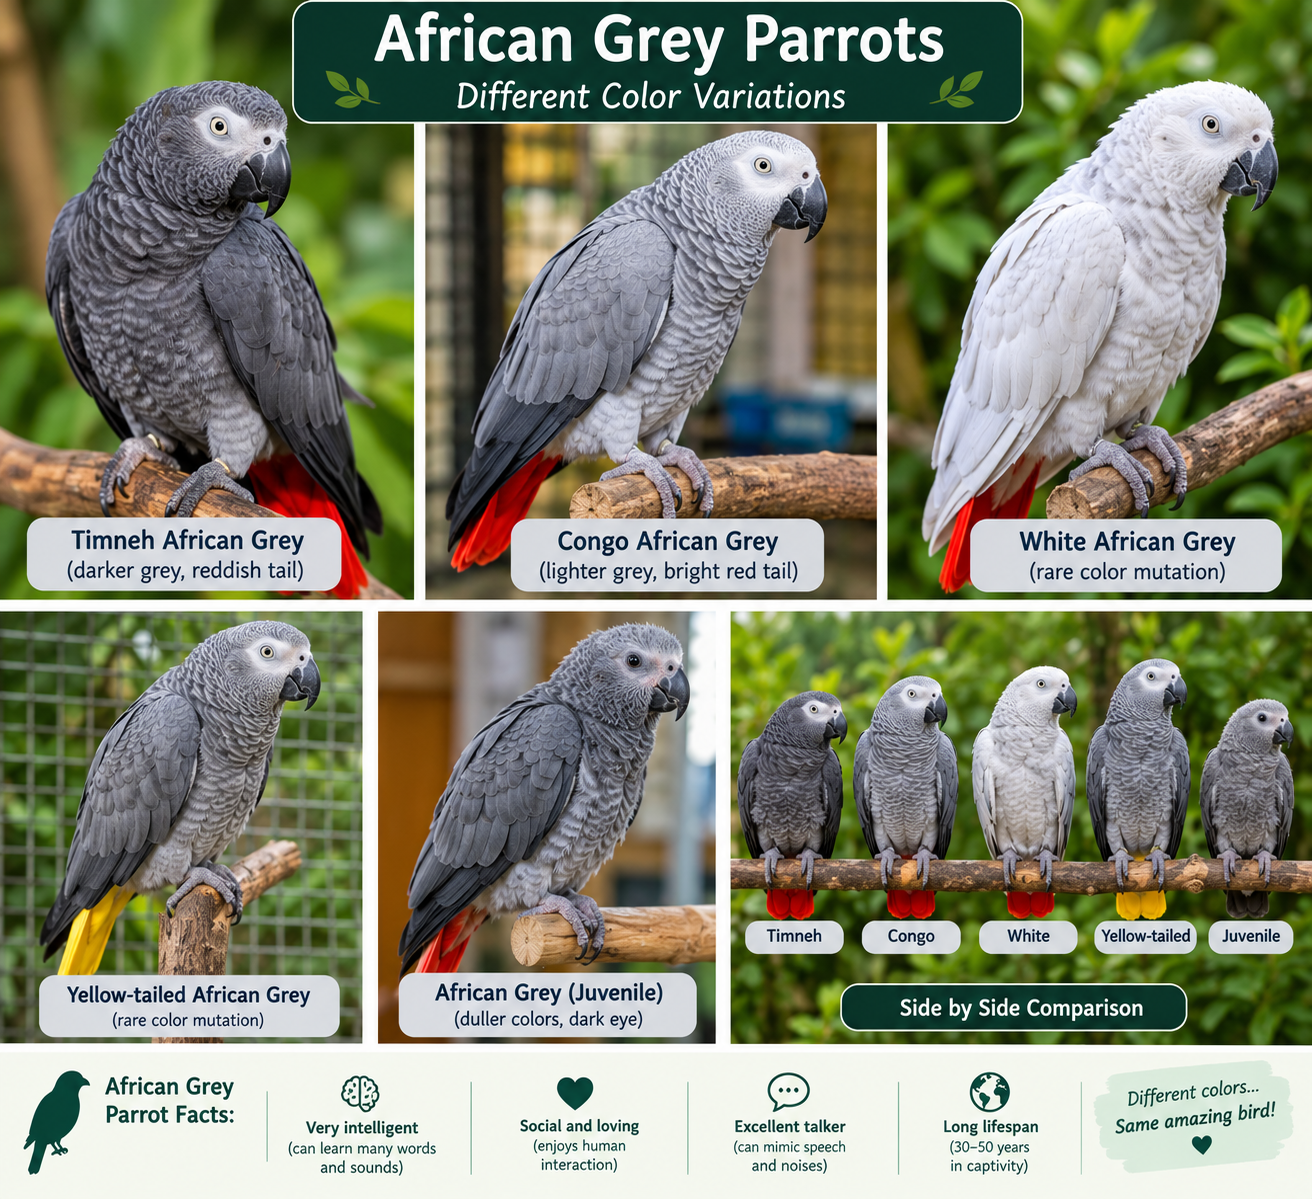 African Grey Parrots
Different Color Variations
Timneh African Grey
(darker grey, reddish tail)
Congo African Grey
(lighter grey, bright red tail)
White African Grey
(rare color mutation)
Yellow-tailed African Grey
(rare color mutation)
African Grey (Juvenile)
(duller colors, dark eye)
Timneh
Congo
White
Yellow-tailed
Juvenile
Side by Side Comparison
African Grey
Parrot Facts:
Very intelligent
(can learn many words
and sounds)
Social and loving
(enjoys human
interaction)
Excellent talker
(can mimic speech
and noises)
Long lifespan
(30–50 years
in captivity)
Different colors...
Same amazing bird!